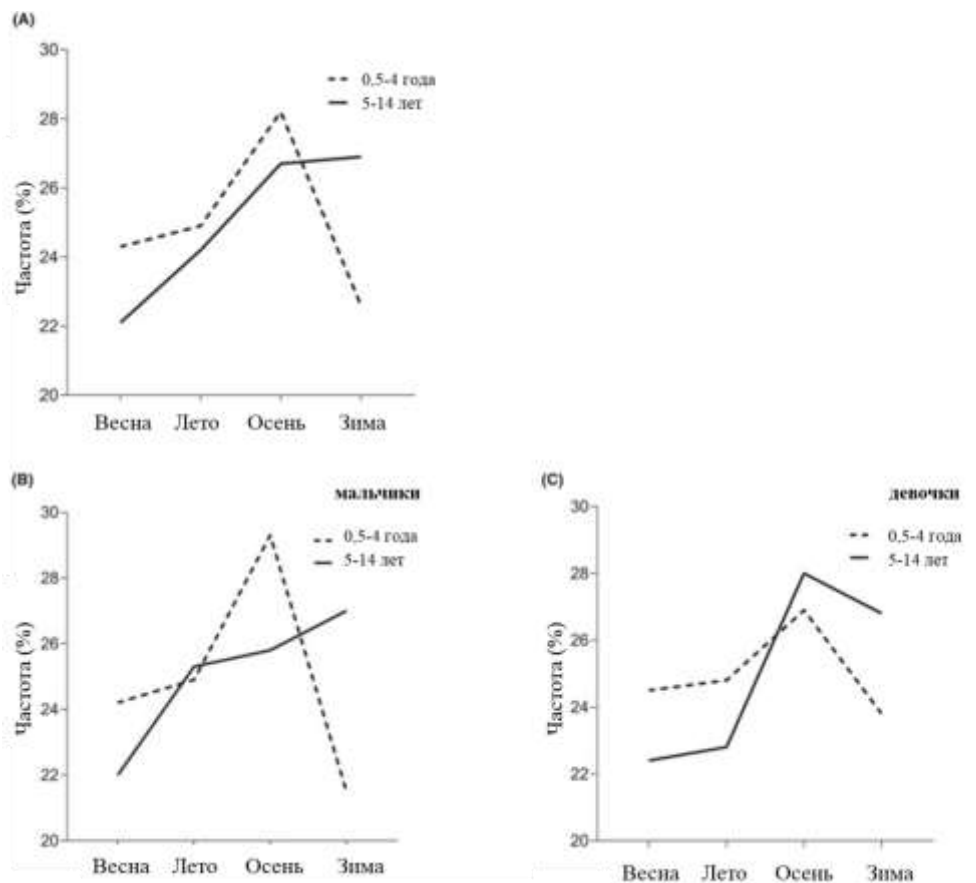 (A)
30
28
26
24
22
20
Частота (%)
0,5-4 года
5-14 лет
Весна Лето Осень Зима
(B)
мальчики
30
28
26
24
22
20
Частота (%)
0,5-4 года
5-14 лет
Весна Лето Осень Зима
(C)
девочки
30
28
26
24
22
20
Частота (%)
0,5-4 года
5-14 лет
Весна Лето Осень Зима